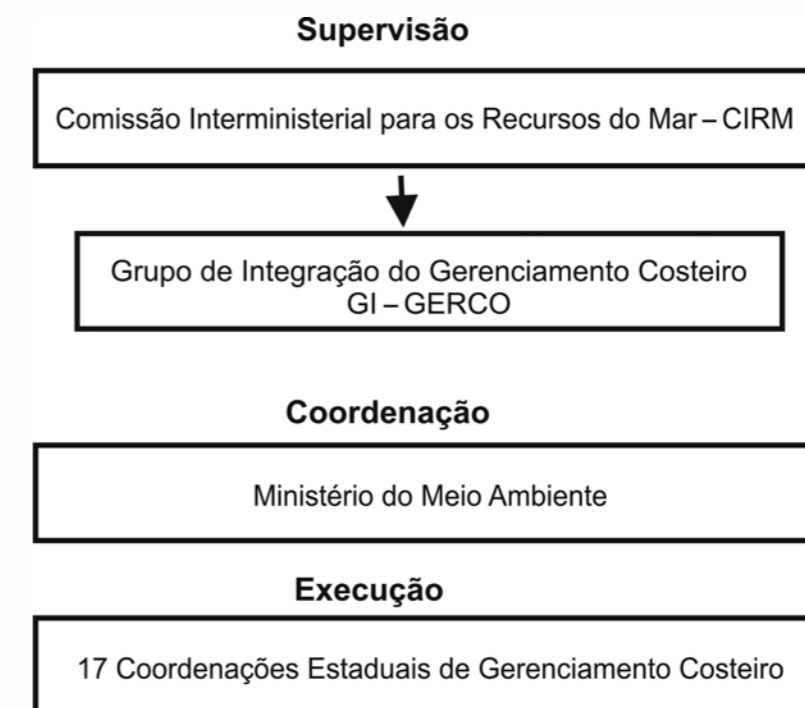 Supervisão
Comissão Interministerial para os Recursos do Mar – CIRM
Grupo de Integração do Gerenciamento Costeiro
GI – GERCO
Coordenação
Ministério do Meio Ambiente
Execução
17 Coordenações Estaduais de Gerenciamento Costeiro